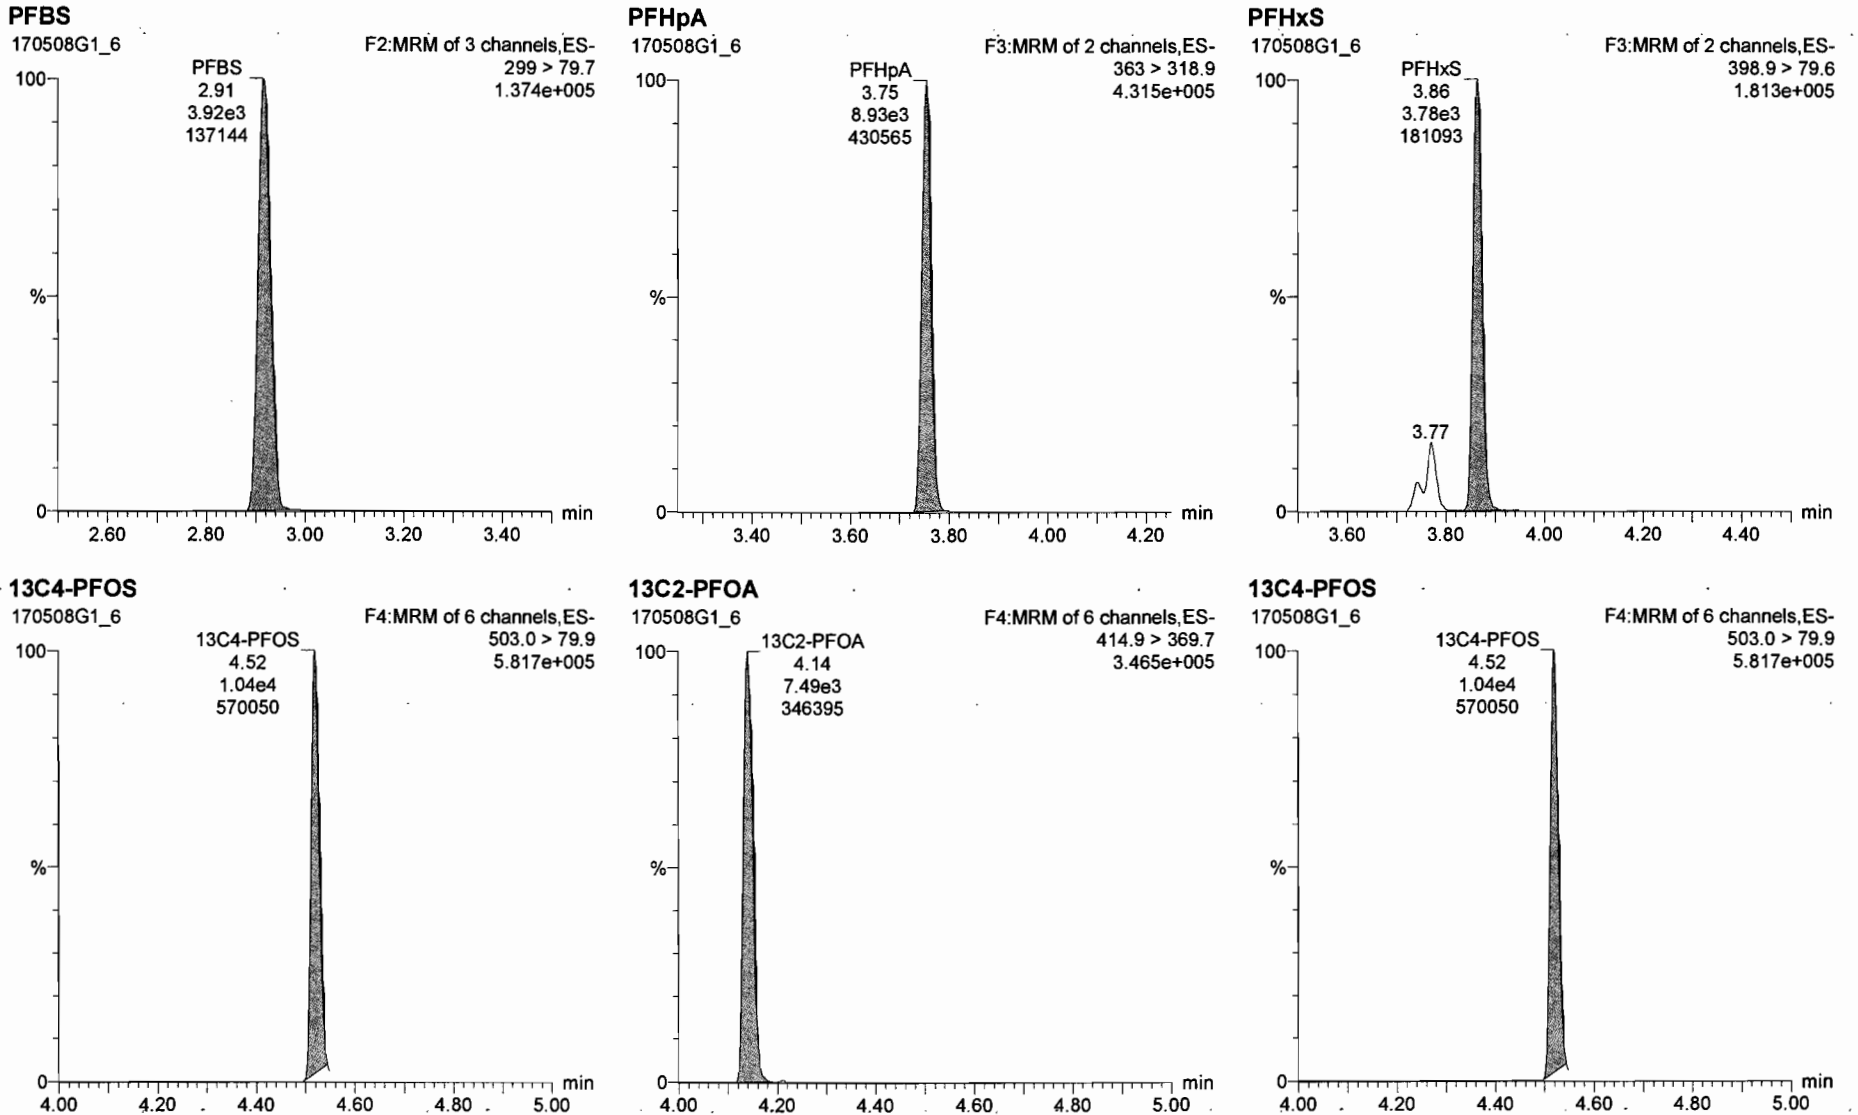 PFBS
170508G1_6
F2:MRM of 3 channels,ES-
299 > 79.7
1.374e+005
PFBS
2.91
3.92e3
137144
100
%
0
min
2.60 2.80 3.00 3.20 3.40
PFHpA
170508G1_6
F3:MRM of 2 channels,ES-
363 > 318.9
4.315e+005
PFHpA
3.75
8.93e3
430565
100
%
0
min
3.40 3.60 3.80 4.00 4.20
PFHxS
170508G1_6
F3:MRM of 2 channels,ES-
398.9 > 79.6
1.813e+005
PFHxS
3.86
3.78e3
181093
100
%
3.77
0
min
3.60 3.80 4.00 4.20 4.40
13C4-PFOS
170508G1_6
F4:MRM of 6 channels,ES-
503.0 > 79.9
5.817e+005
13C4-PFOS
4.52
1.04e4
570050
100
%
0
min
4.00 4.20 4.40 4.60 4.80 5.00
13C2-PFOA
170508G1_6
F4:MRM of 6 channels,ES-
414.9 > 369.7
3.465e+005
13C2-PFOA
4.14
7.49e3
346395
100
%
0
min
4.00 4.20 4.40 4.60 4.80 5.00
13C4-PFOS
170508G1_6
F4:MRM of 6 channels,ES-
503.0 > 79.9
5.817e+005
13C4-PFOS
4.52
1.04e4
570050
100
%
0
min
4.00 4.20 4.40 4.60 4.80 5.00